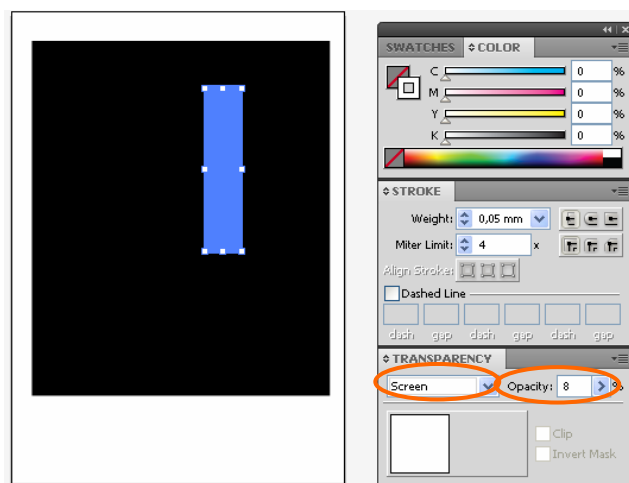 SWATCHES COLOR
C 0 %
M 0 %
Y 0 %
K 0 %
STROKE
Weight: 0,05 mm
Miter Limit: 4 x
Align Stroke:
Dashed Line
dash gap dash gap dash gap
TRANSPARENCY
Screen Opacity: 8 %
Clip
Invert Mask